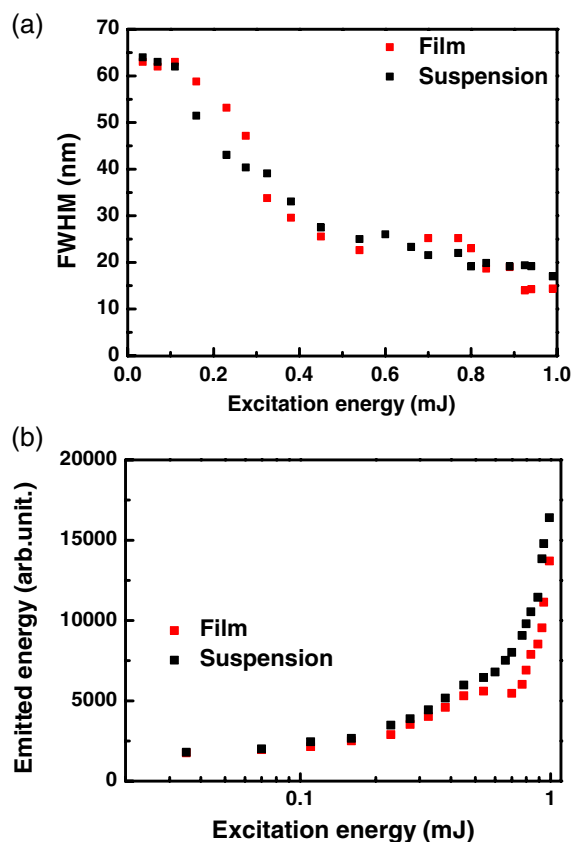 (a)
70
60
50
40
30
20
10
0
FWHM (nm)
Film
Suspension
0.0 0.2 0.4 0.6 0.8 1.0
Excitation energy (mJ)
(b)
20000
15000
10000
5000
0
Emitted energy (arb.unit.)
Film
Suspension
0.1 1
Excitation energy (mJ)